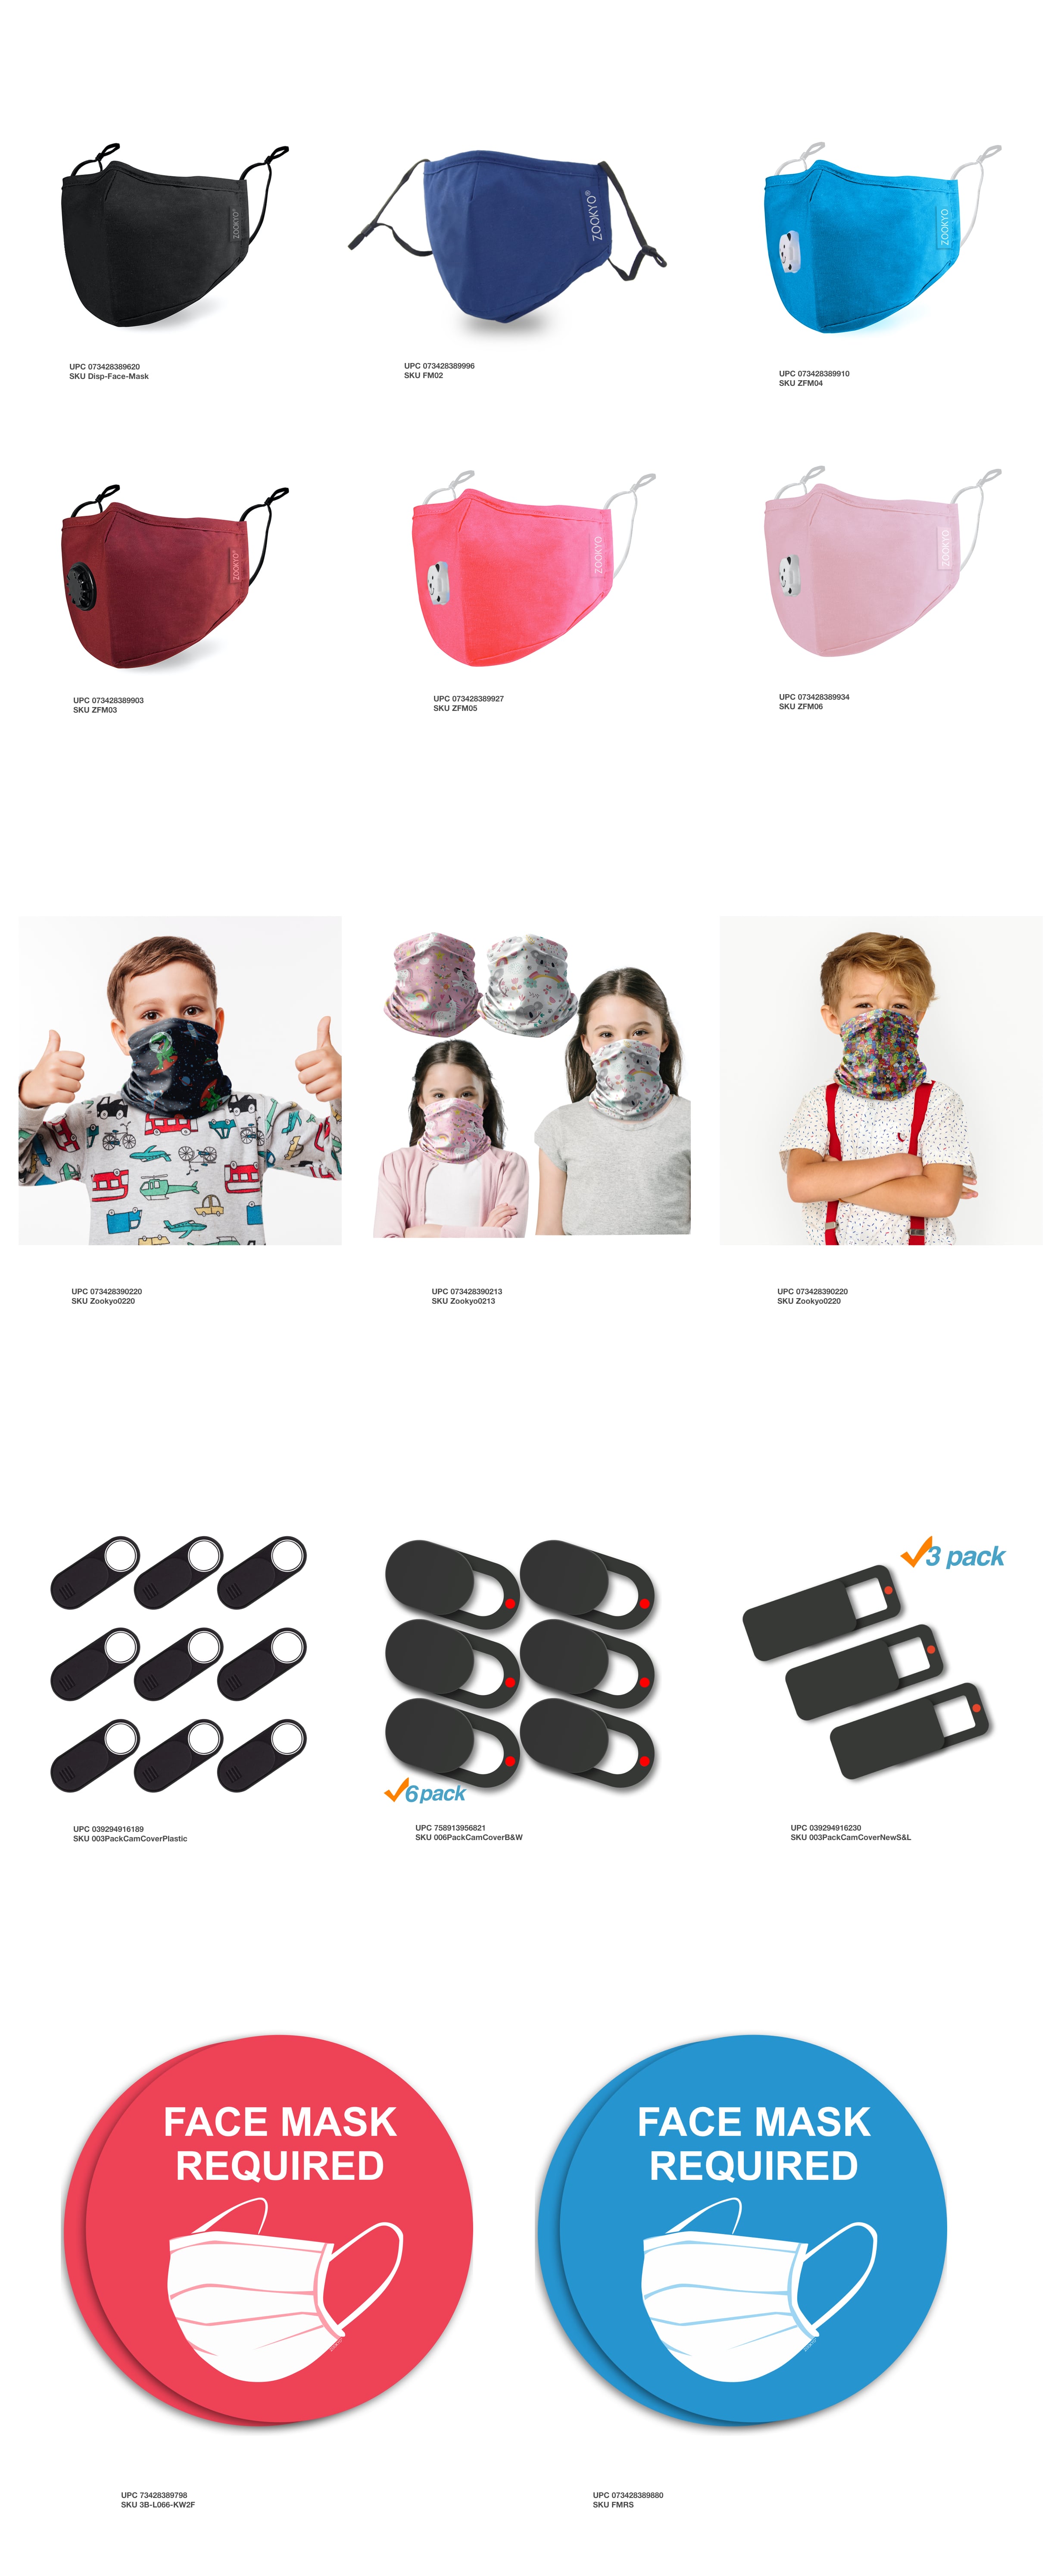 ZOOKYO®
ZOOKYO®
ZOOKYO
UPC 073428389620
SKU Disp-Face-Mask
UPC 073428389996
SKU FM02
UPC 073428389910
SKU ZFM04
ZOOKYO®
ZOOKYO
ZOOKYO
UPC 073428389903
SKU ZFM03
UPC 073428389927
SKU ZFM05
UPC 073428389934
SKU ZFM06
UPC 073428390220
SKU Zookyo0220
UPC 073428390213
SKU Zookyo0213
UPC 073428390220
SKU Zookyo0220
3 pack
6 pack
UPC 039294916189
SKU 003PackCamCoverPlastic
UPC 758913956821
SKU 006PackCamCoverB&W
UPC 039294916230
SKU 003PackCamCoverNewS&L
FACE MASK
REQUIRED
FACE MASK
REQUIRED
UPC 73428389798
SKU 3B-L066-KW2F
UPC 073428389880
SKU FMRS